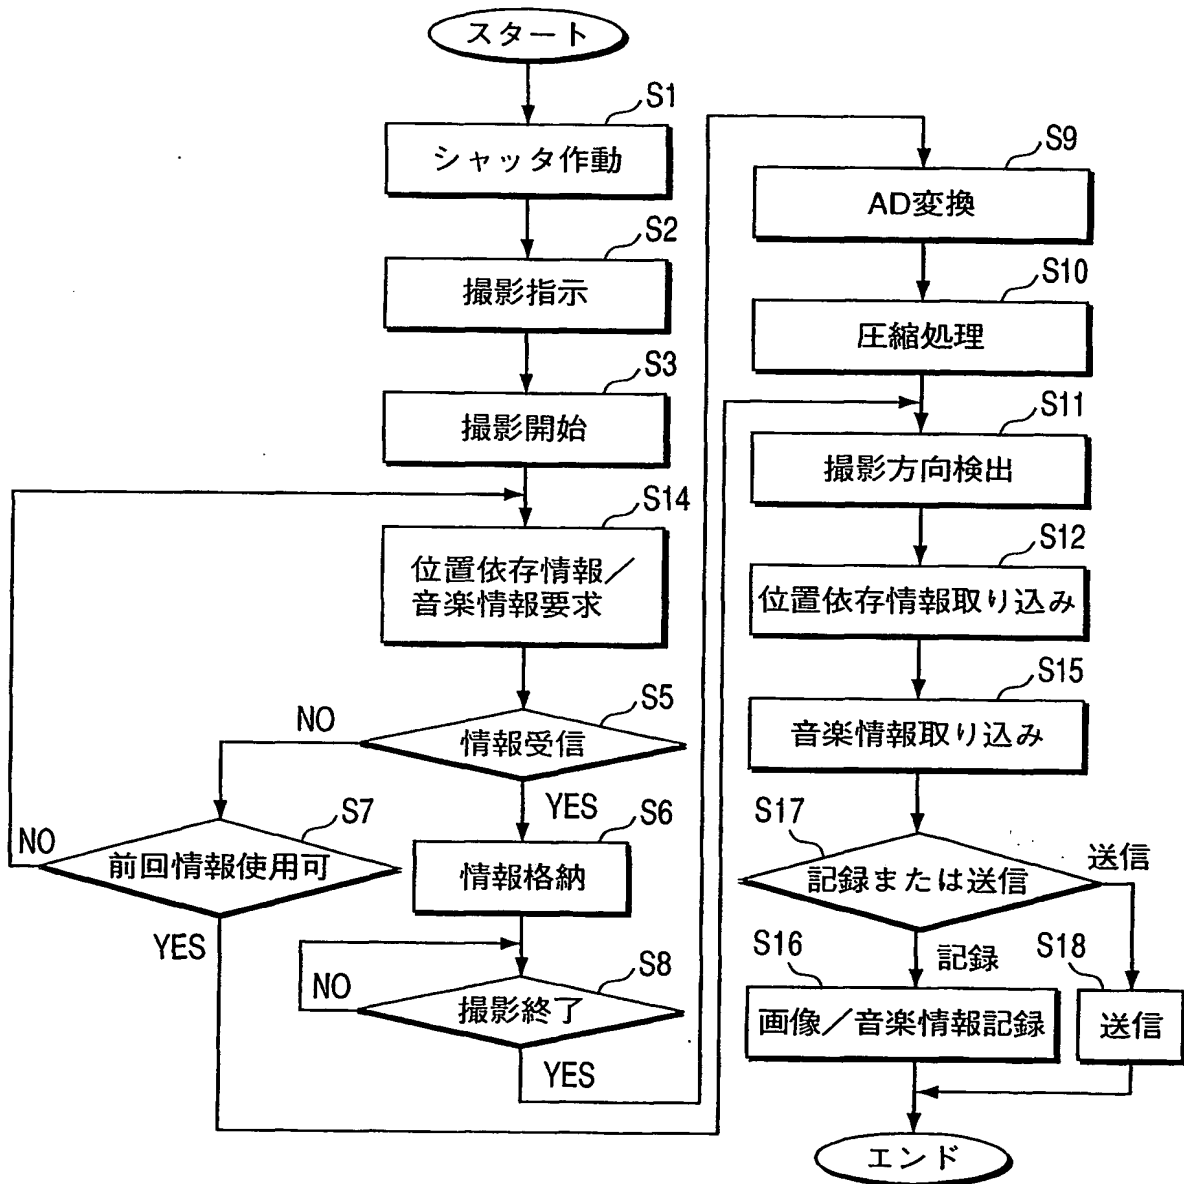 スタート
S1
シャッタ作動
S2
撮影指示
S3
撮影開始
S14
位置依存情報／
音楽情報要求
S5
情報受信
NO
YES
S7
前回情報使用可
NO
YES
S6
情報格納
S8
撮影終了
NO
YES
S9
AD変換
S10
圧縮処理
S11
撮影方向検出
S12
位置依存情報取り込み
S15
音楽情報取り込み
S17
記録または送信
送信
記録
S16
画像／音楽情報記録
S18
送信
エンド